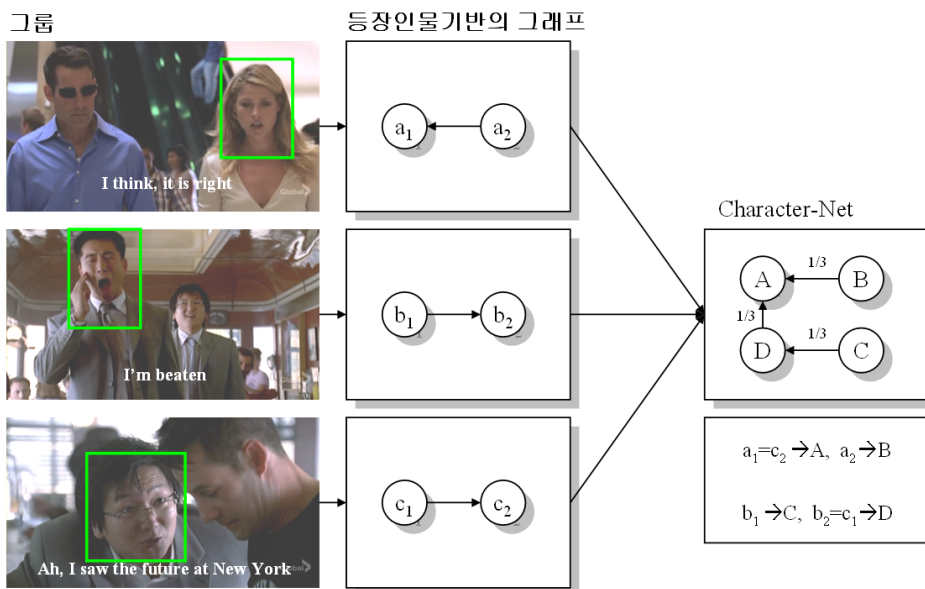 그룹
등장인물기반의 그래프
I think, it is right
Global
a₁
a₂
I'm beaten
Global
b₁
b₂
Ah, I saw the future at New York
c₁
c₂
Character-Net
A
1/3
B
1/3
D
1/3
C
a₁=c₂→A, a₂→B
b₁→C, b₂=c₁→D